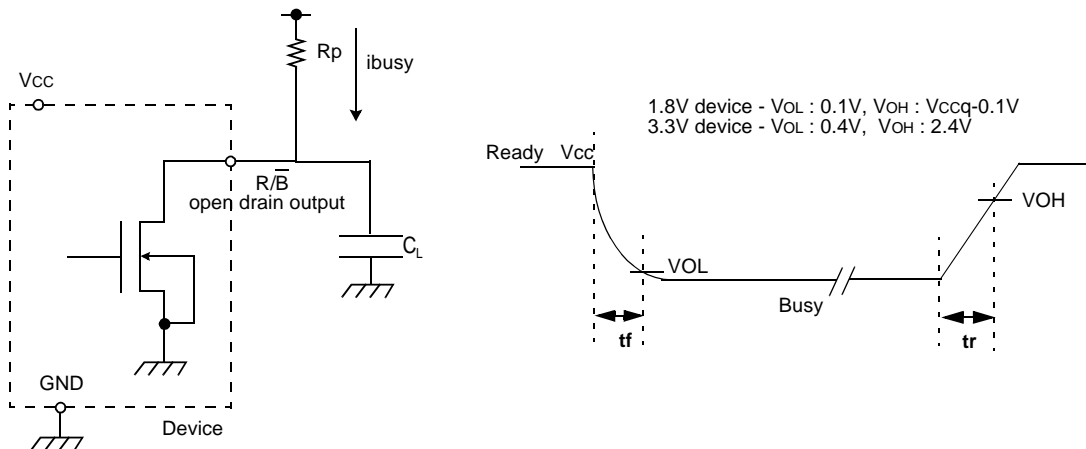 Rp
ibusy
VCC
R/B̅
open drain output
CL
GND
Device
1.8V device - VOL : 0.1V, VOH : VCCq-0.1V
3.3V device - VOL : 0.4V, VOH : 2.4V
Ready Vcc
VOH
VOL
Busy
tf
tr